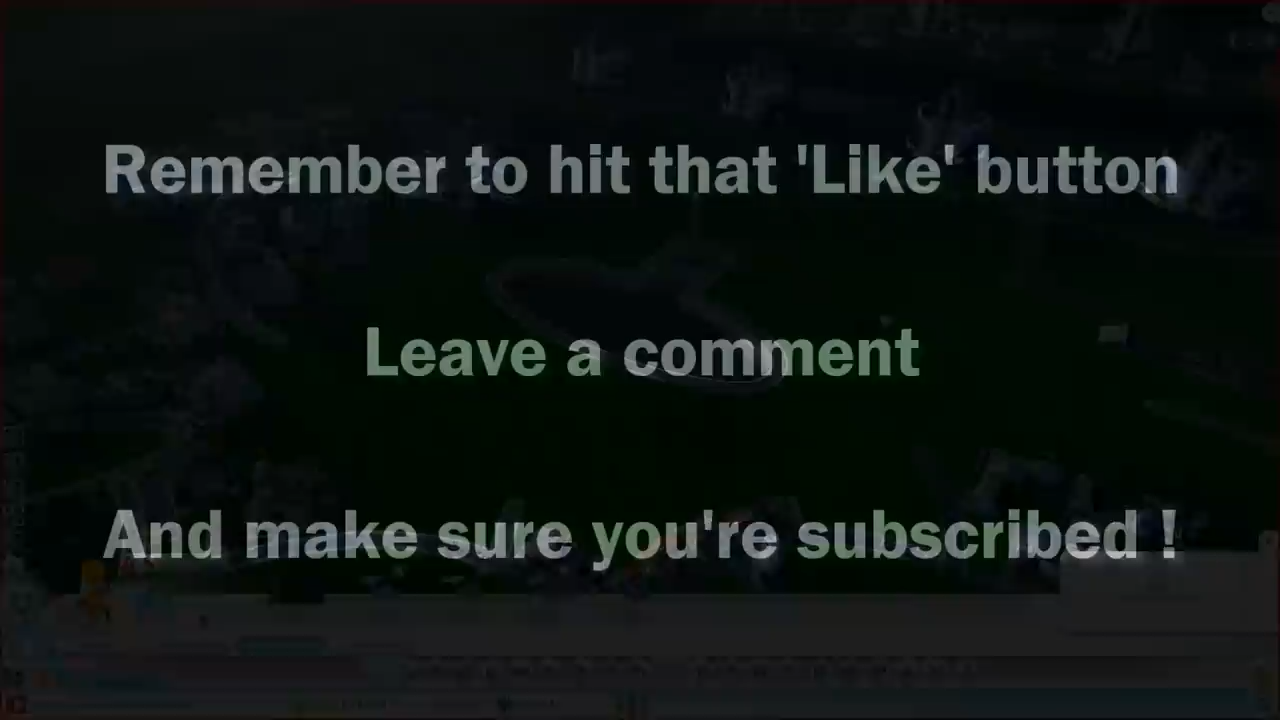 Remember to hit that 'Like' button
Leave a comment
And make sure you're subscribed !